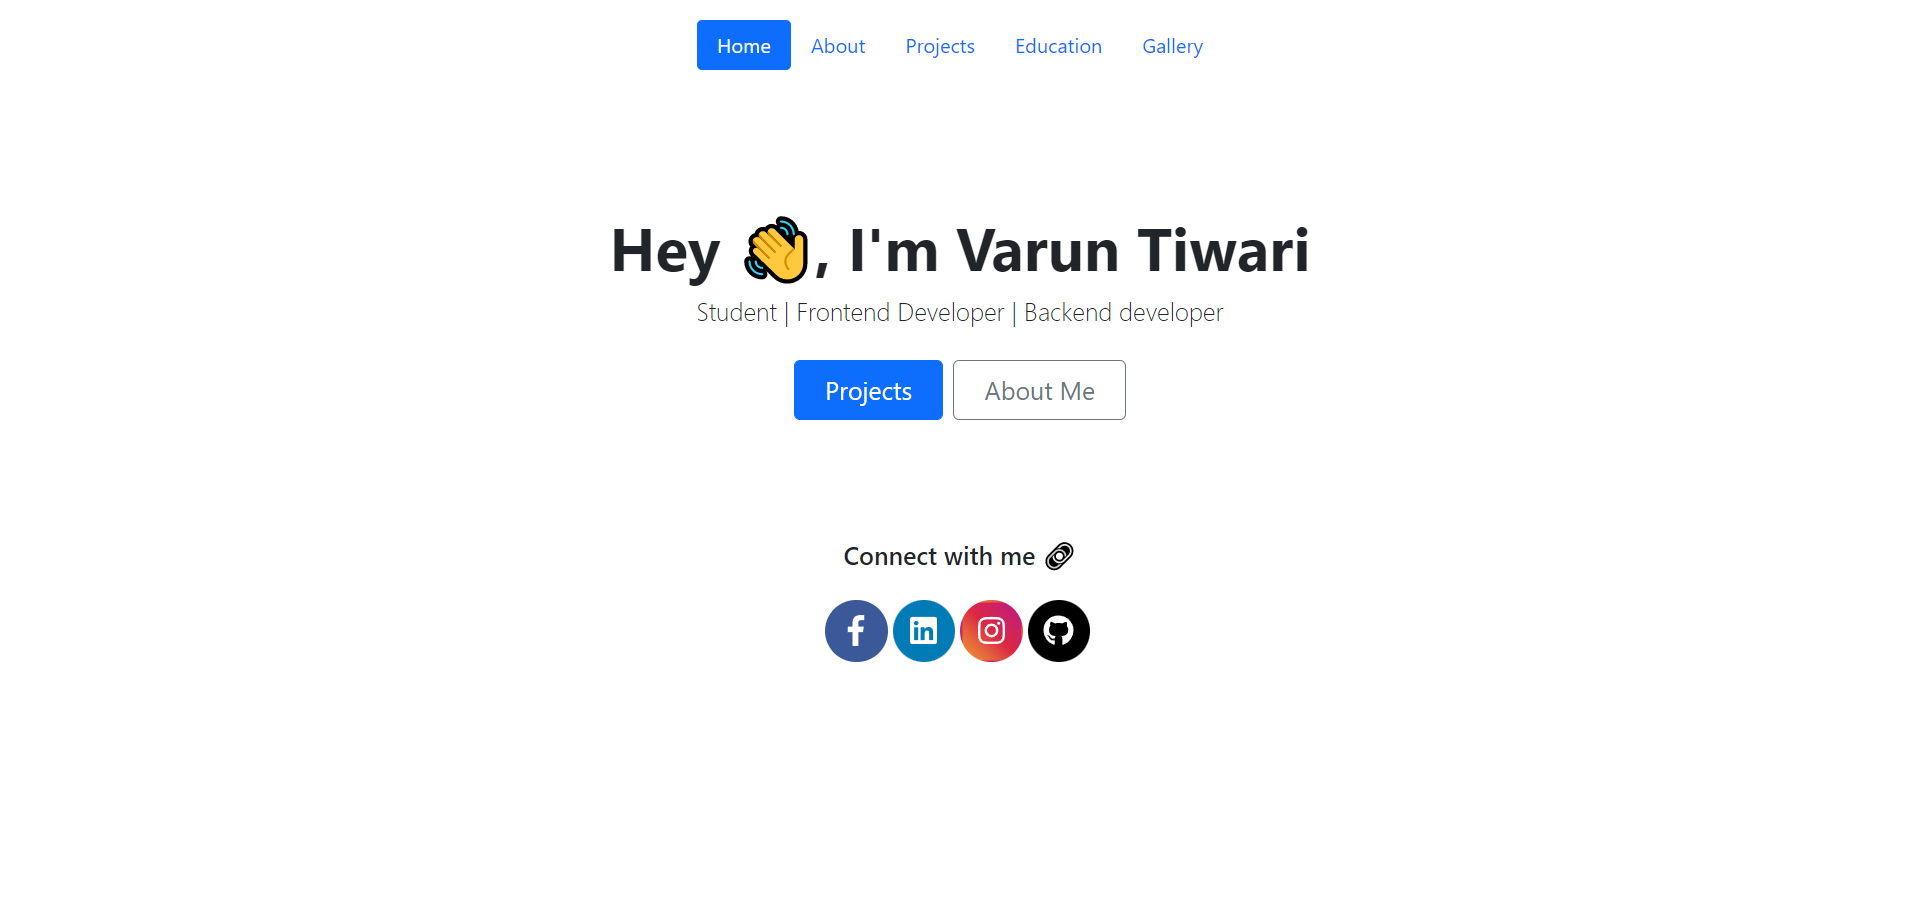 Home About Projects Education Gallery
Hey 👋, I'm Varun Tiwari
Student | Frontend Developer | Backend developer
Projects About Me
Connect with me 🔗